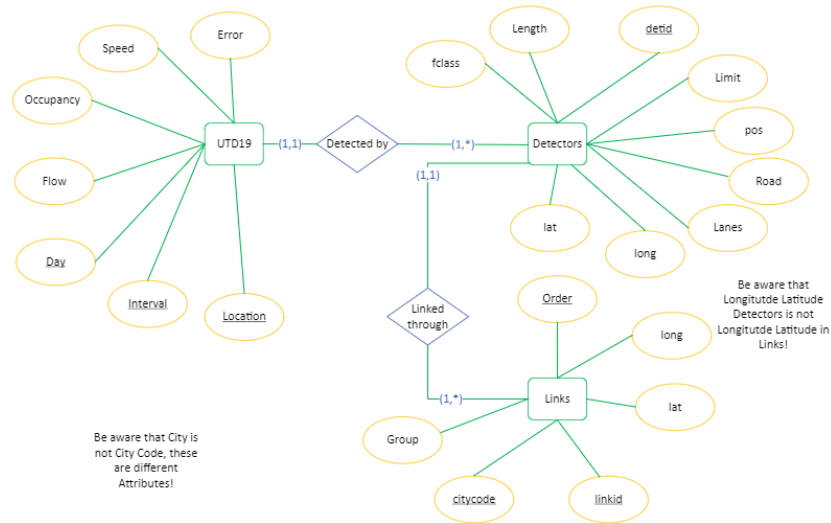 Error
Speed
Occupancy
Flow
Day
Interval
Location
UTD19
(1,1)
Detected by
(1,*)
Detectors
fclass
Length
detid
Limit
pos
Road
Lanes
long
lat
(1,1)
Linked
through
(1,*)
Links
Order
long
lat
linkid
citycode
Group
Be aware that
Longitutde Latitude
Detectors is not
Longitutde Latitude in
Links!
Be aware that City is
not City Code, these
are different
Attributes!